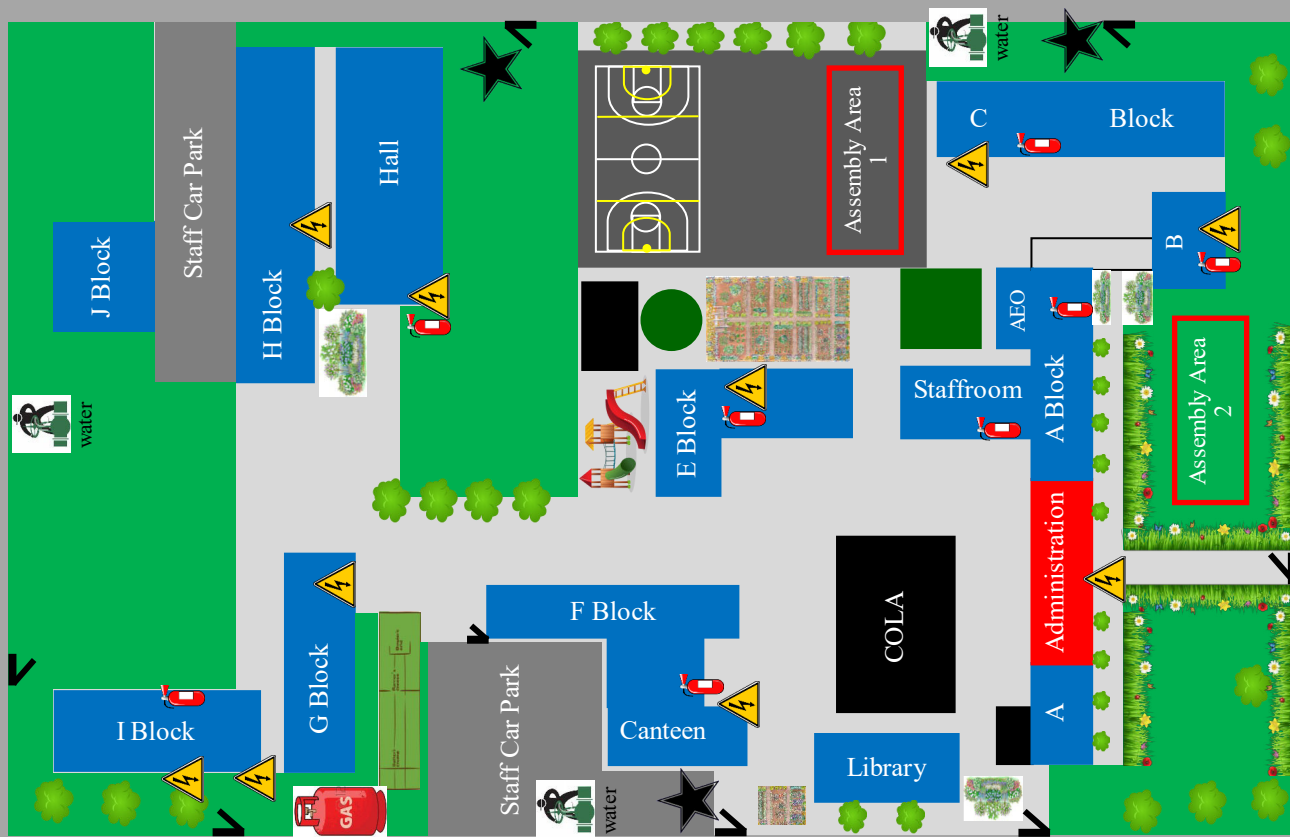 water
C Block
Hall
Staff Car Park
Assembly Area
1
J Block
H Block
B
AEO
Staffroom
A Block
Assembly Area
2
water
E Block
Administration
F Block
COLA
G Block
I Block
Canteen
Staff Car Park
A
Library
GAS
water